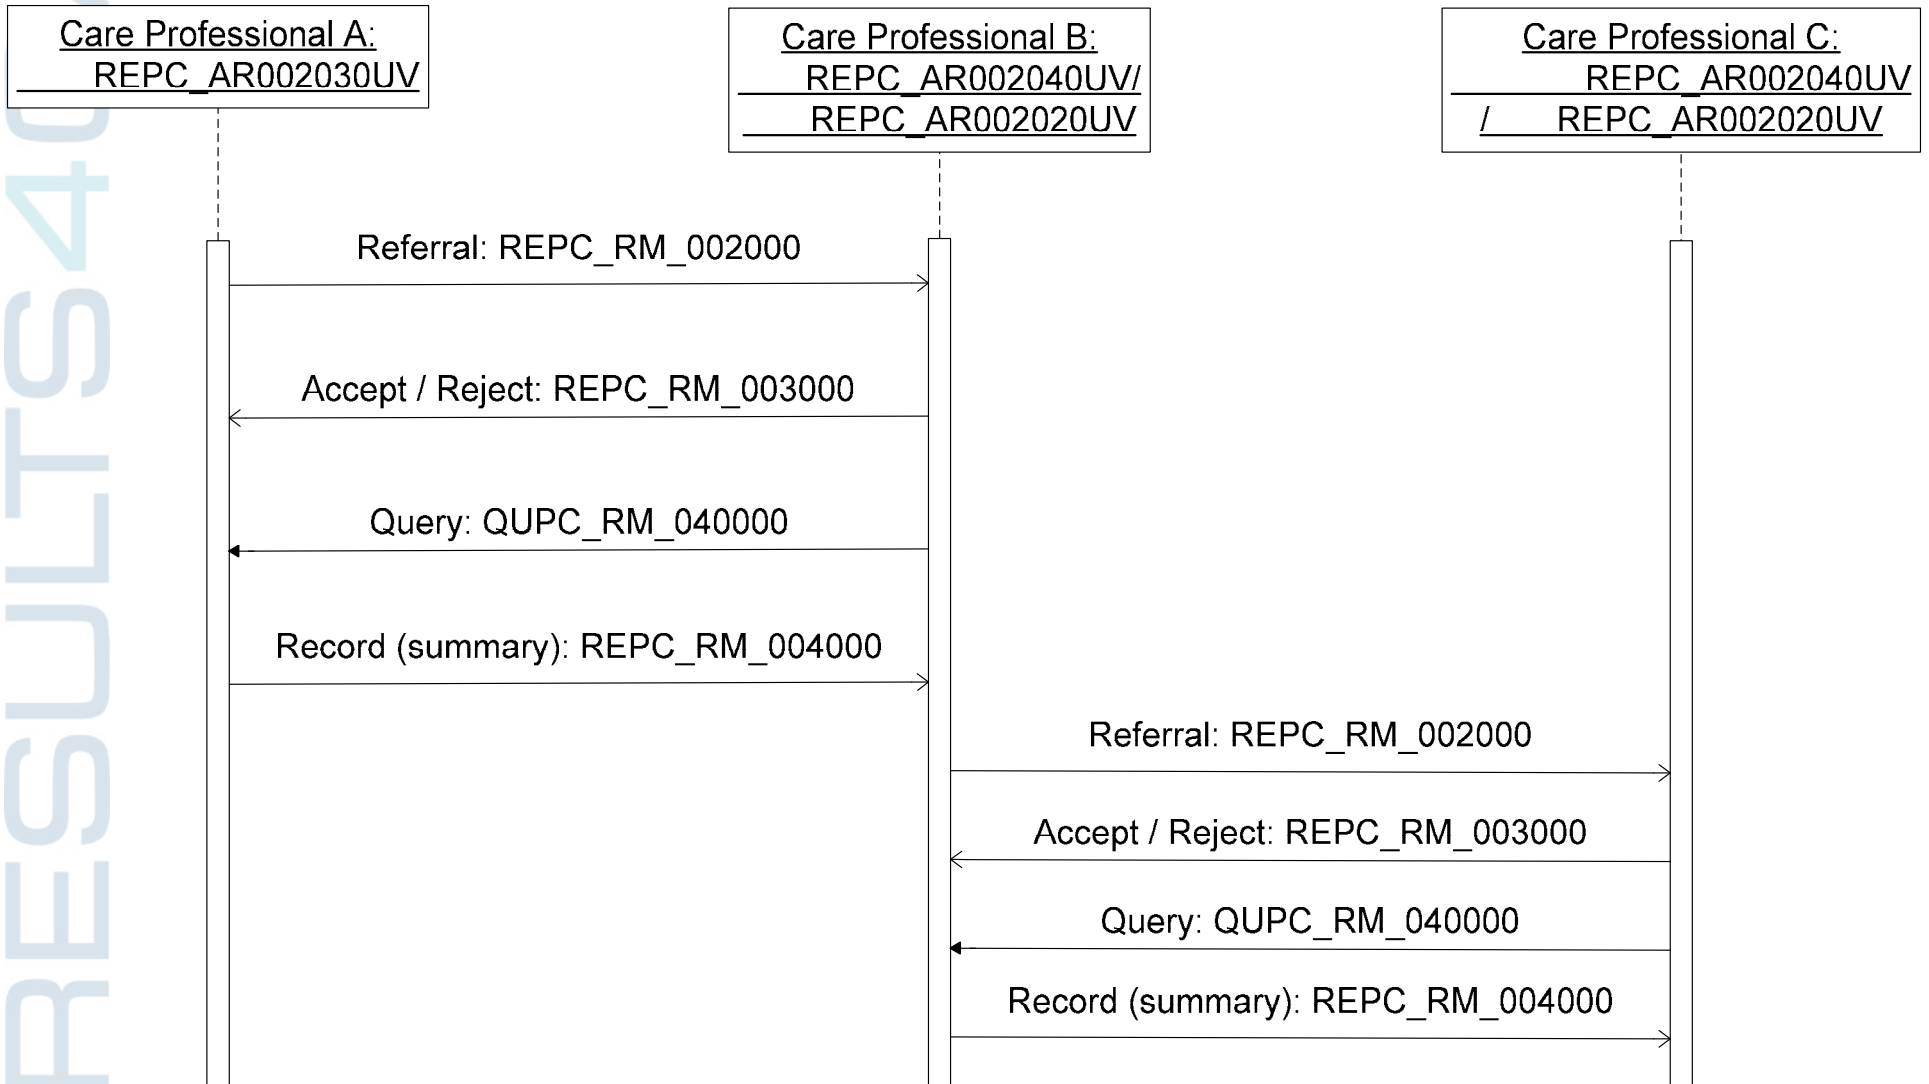 Care Professional A:
REPC_AR002030UV
Care Professional B:
REPC_AR002040UV/
REPC_AR002020UV
Care Professional C:
REPC_AR002040UV
/ REPC_AR002020UV
Referral: REPC_RM_002000
Accept / Reject: REPC_RM_003000
Query: QUPC_RM_040000
Record (summary): REPC_RM_004000
Referral: REPC_RM_002000
Accept / Reject: REPC_RM_003000
Query: QUPC_RM_040000
Record (summary): REPC_RM_004000
RESULTS4